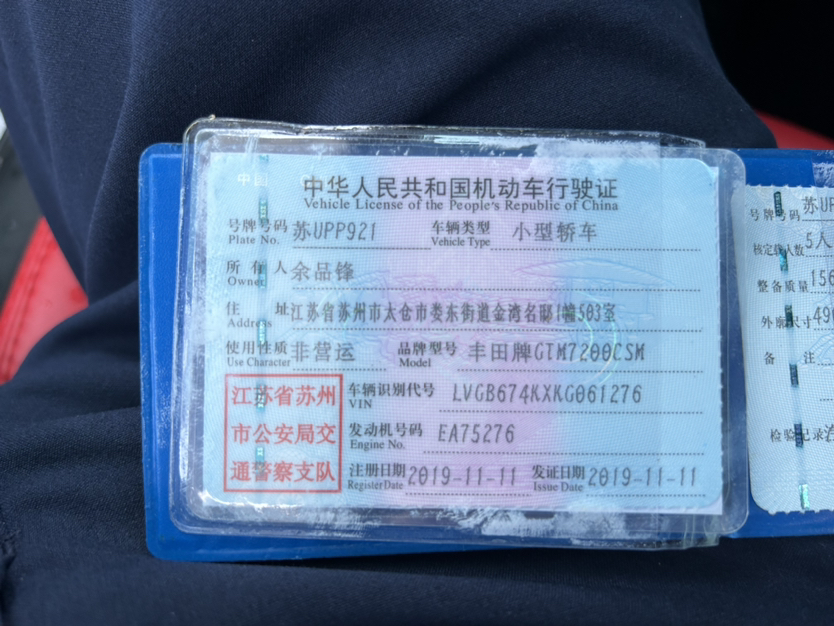 中国
中华人民共和国机动车行驶证
Vehicle License of the People's Republic of China
号牌号码 苏UPP921 车辆类型 小型轿车
Plate No. Vehicle Type
所有人 余品锋
Owner
住址 江苏省苏州市太仓市娄东街道金湾名邸1幢503室
Address
使用性质 非营运 品牌型号 丰田牌GTM7200CSM
Use Character Model
江苏省苏州
市公安局交
通警察支队
车辆识别代号 LVGB674KXKG061276
VIN
发动机号码 EA75276
Engine No.
注册日期 2019-11-11 发证日期 2019-11-11
Register Date Issue Date
号牌号码 苏UP
核定载人数 5人
整备质量 156
外廓尺寸 490
备注
检验记录